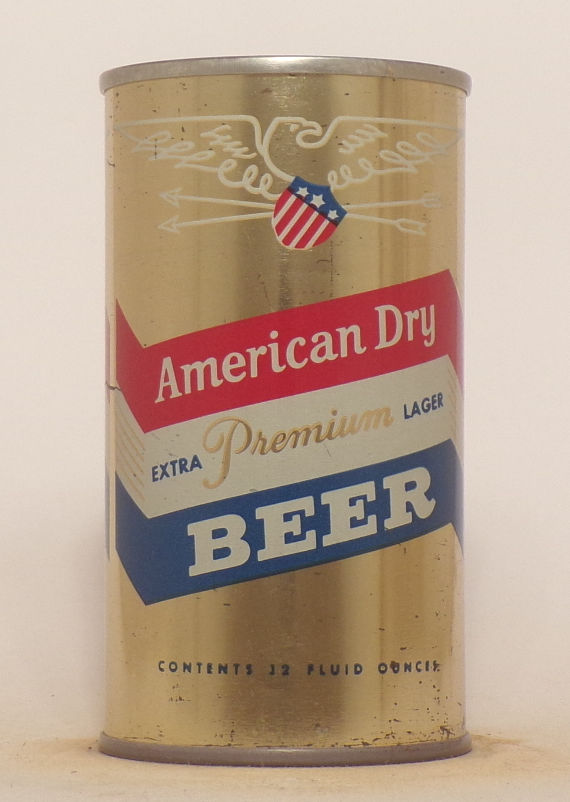 American Dry
EXTRA Premium LAGER
BEER
CONTENTS 12 FLUID OUNCES